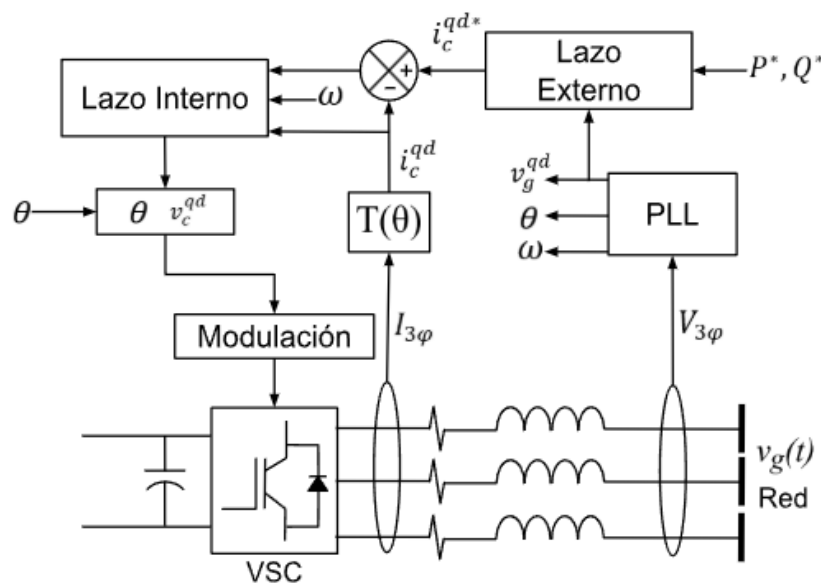 i_c^{qd*}
Lazo Externo
P*, Q*
Lazo Interno
ω
i_c^{qd}
v_g^{qd}
θ
ω
PLL
θ
θ v_c^{qd}
T(θ)
Modulación
I_{3φ}
V_{3φ}
v_g(t)
Red
VSC
+
−